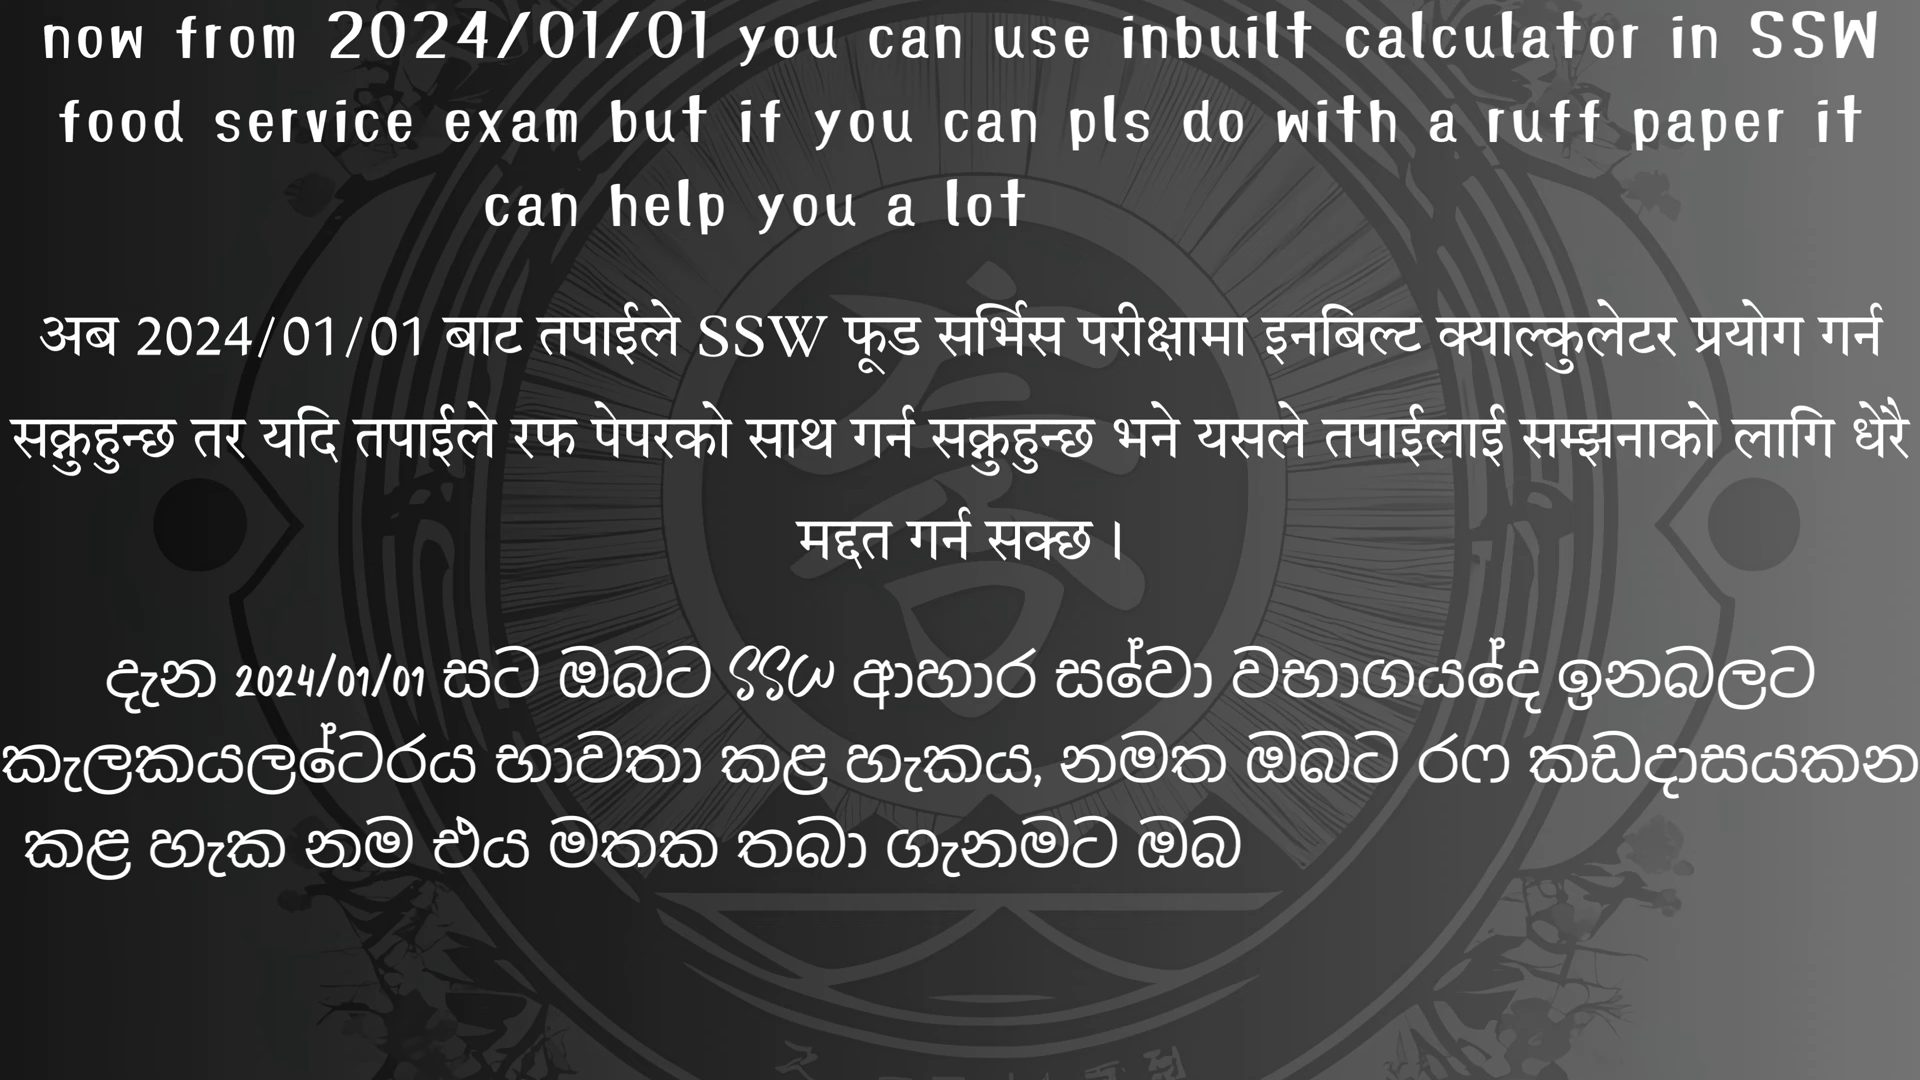 now from 2024/01/01 you can use inbuilt calculator in SSW
food service exam but if you can pls do with a ruff paper it
can help you a lot
अब 2024/01/01 बाट तपाईले SSW फूड सर्भिस परीक्षामा इनबिल्ट क्याल्कुलेटर प्रयोग गर्न
सक्नुहुन्छ तर यदि तपाईले रफ पेपरको साथ गर्न सक्नुहुन्छ भने यसले तपाईलाई सम्झनाको लागि धेरै
मद्दत गर्न सक्छ ।
දැන 2024/01/01 සට ඔබට SSW ආහාර සේවා වභාගයදේ ඉනබලට
කැලකයලේටරය භාවතා කළ හැකය, නමත ඔබට රෆ කඩදාසයකන
කළ හැක නම එය මතක තබා ගැනමට ඔබ